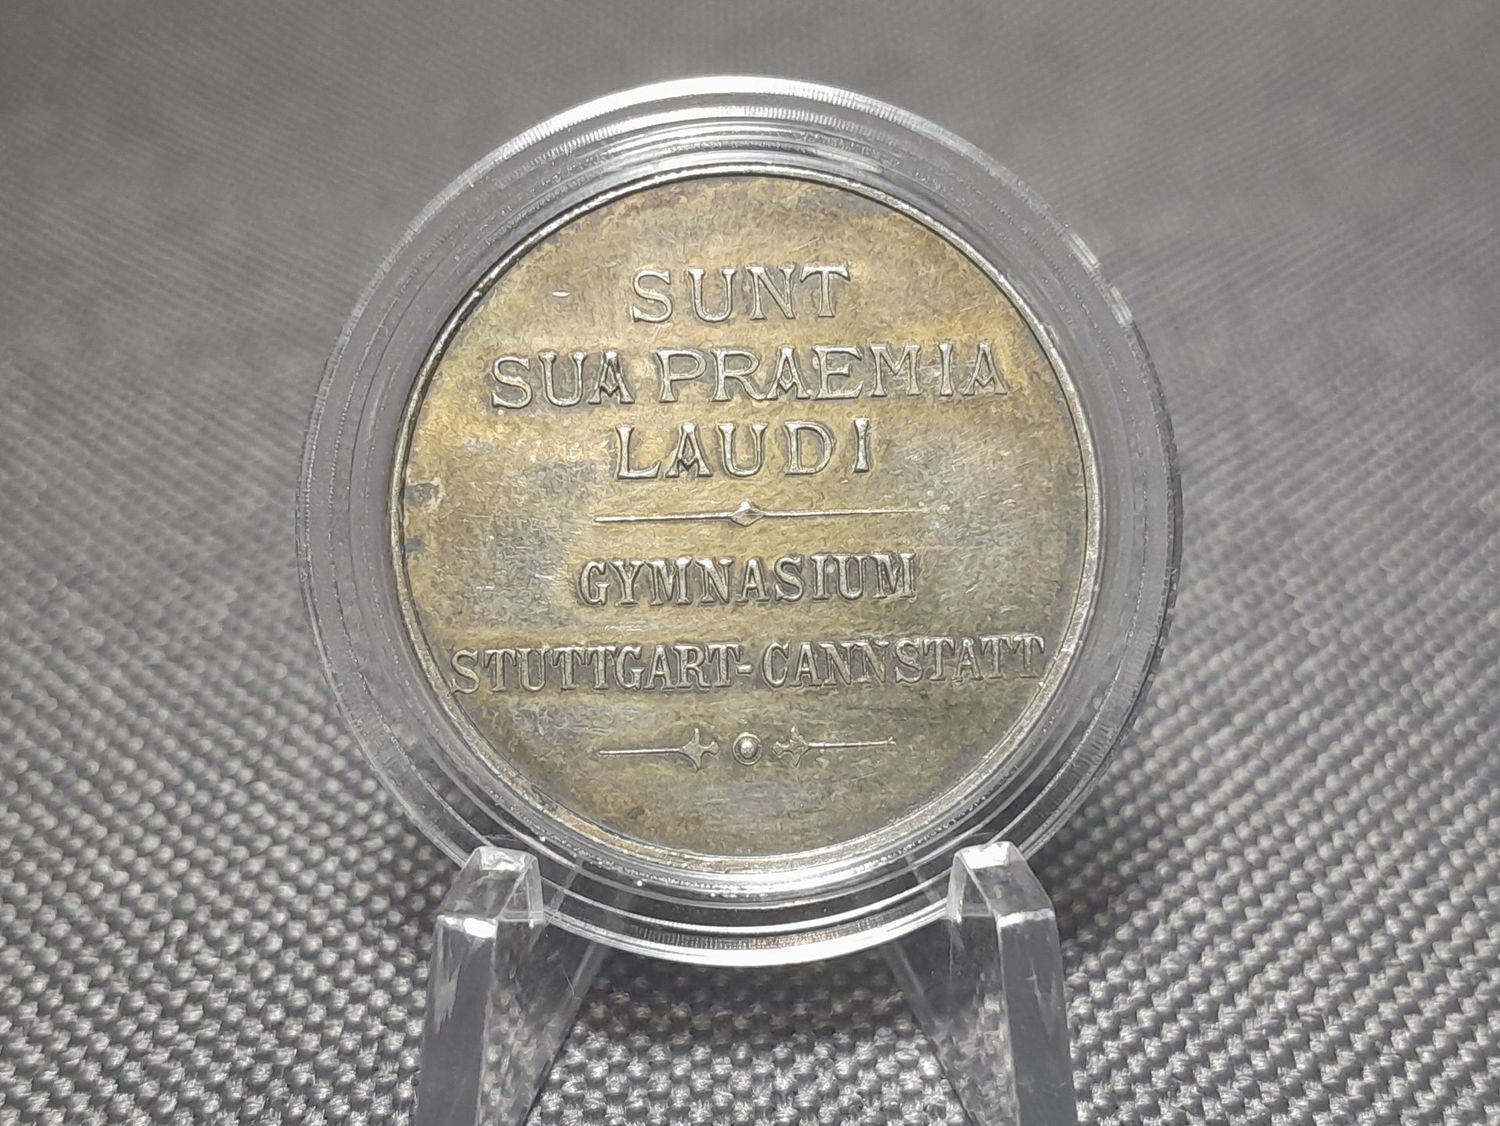 SUNT
SUA PRAEMIA
LAUDI
GYMNASIUM
STUTTGART-CANNSTATT